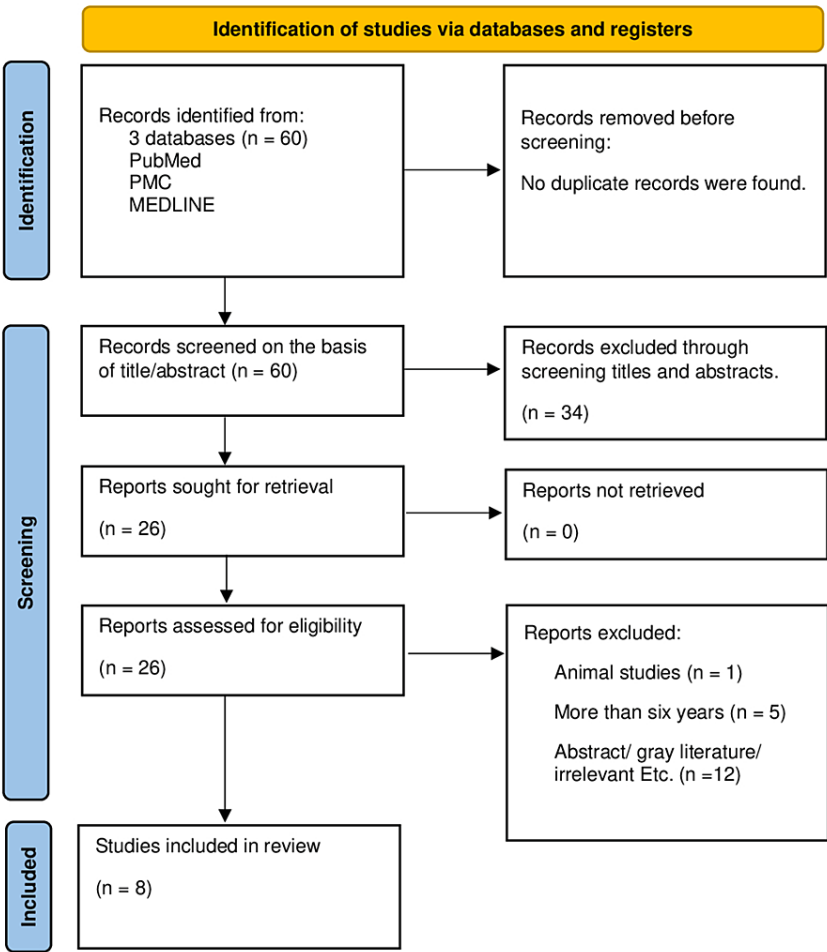 Identification of studies via databases and registers
Identification
Records identified from:
3 databases (n = 60)
PubMed
PMC
MEDLINE
Records removed before
screening:
No duplicate records were found.
Screening
Records screened on the basis
of title/abstract (n = 60)
Records excluded through
screening titles and abstracts.
(n = 34)
Reports sought for retrieval
(n = 26)
Reports not retrieved
(n = 0)
Reports assessed for eligibility
(n = 26)
Reports excluded:
Animal studies (n = 1)
More than six years (n = 5)
Abstract/ gray literature/
irrelevant Etc. (n =12)
Included
Studies included in review
(n = 8)